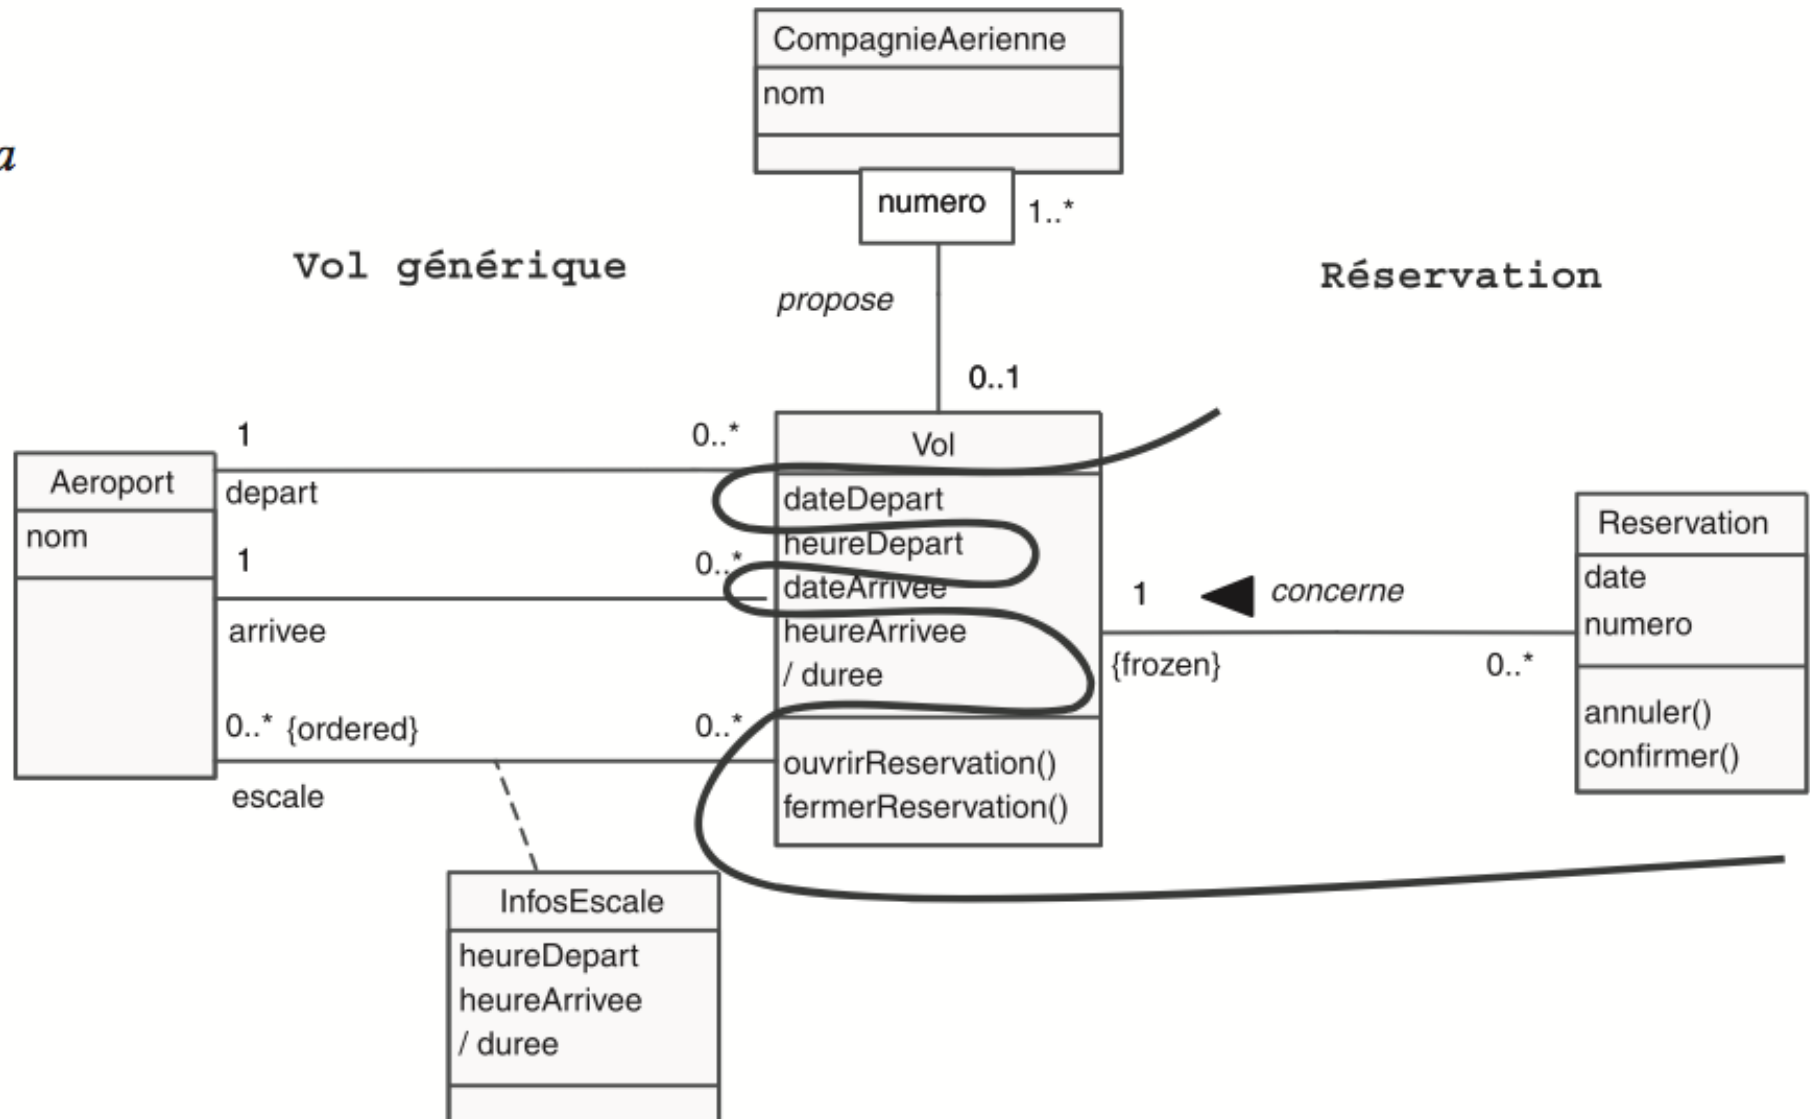 CompagnieAerienne
nom
a
numero
1..*
Vol générique
Réservation
propose
0..1
1
0..*
Vol
Aeroport
depart
dateDepart
nom
heureDepart
Reservation
1
0..*
dateArrivee
1
concerne
date
arrivee
heureArrivee
numero
/ duree
{frozen}
0..*
0..* {ordered}
0..*
annuler()
ouvrirReservation()
confirmer()
escale
fermerReservation()
InfosEscale
heureDepart
heureArrivee
/ duree